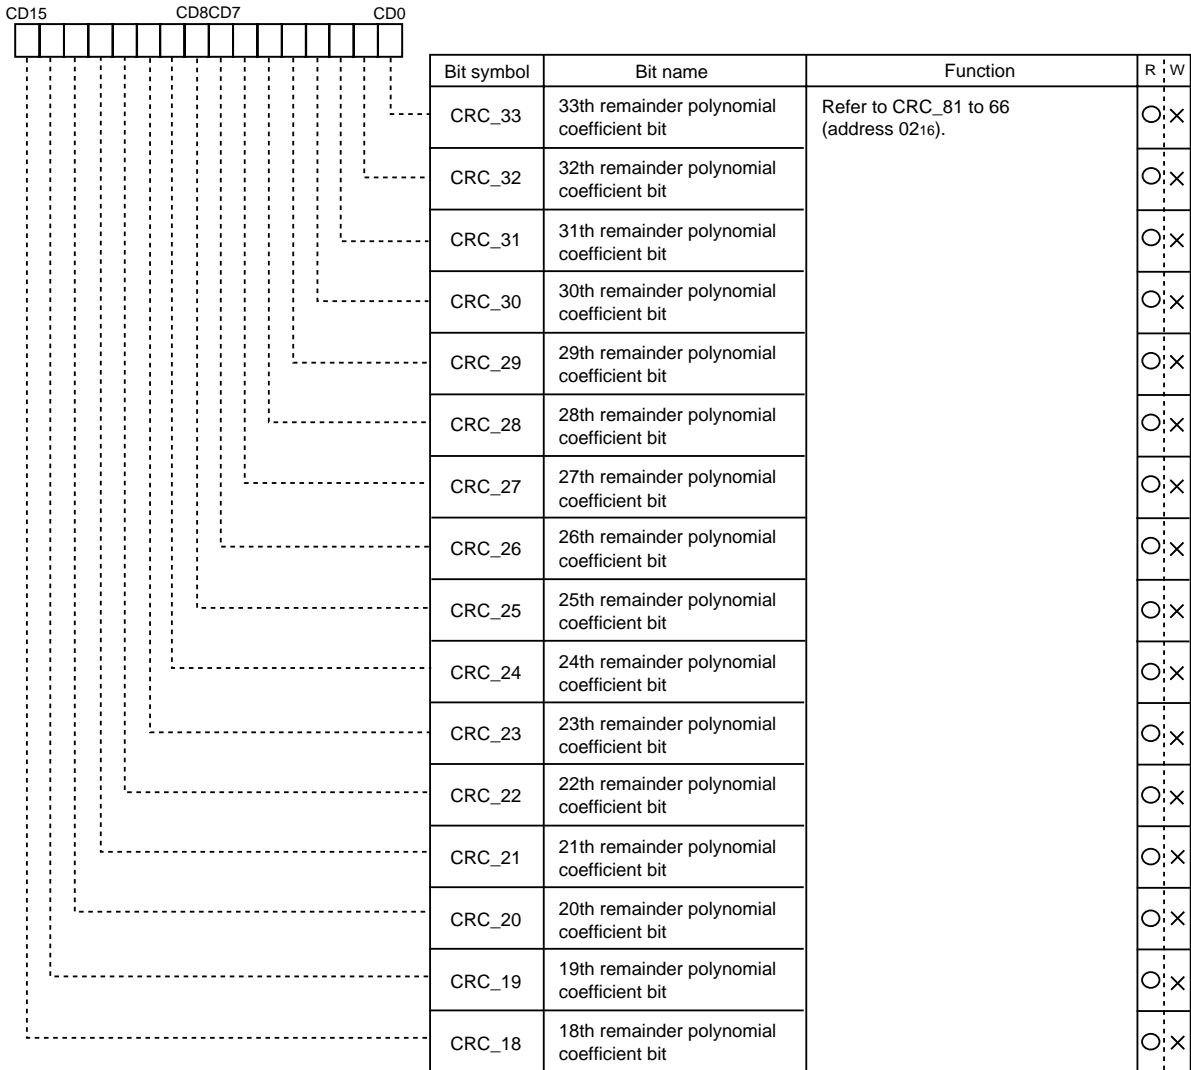 CD15 CD8CD7 CD0
Bit symbol Bit name Function R W
CRC_33 33th remainder polynomial Refer to CRC_81 to 66
coefficient bit (address 0216). ○ ×
CRC_32 32th remainder polynomial
coefficient bit ○ ×
CRC_31 31th remainder polynomial
coefficient bit ○ ×
CRC_30 30th remainder polynomial
coefficient bit ○ ×
CRC_29 29th remainder polynomial
coefficient bit ○ ×
CRC_28 28th remainder polynomial
coefficient bit ○ ×
CRC_27 27th remainder polynomial
coefficient bit ○ ×
CRC_26 26th remainder polynomial
coefficient bit ○ ×
CRC_25 25th remainder polynomial
coefficient bit ○ ×
CRC_24 24th remainder polynomial
coefficient bit ○ ×
CRC_23 23th remainder polynomial
coefficient bit ○ ×
CRC_22 22th remainder polynomial
coefficient bit ○ ×
CRC_21 21th remainder polynomial
coefficient bit ○ ×
CRC_20 20th remainder polynomial
coefficient bit ○ ×
CRC_19 19th remainder polynomial
coefficient bit ○ ×
CRC_18 18th remainder polynomial
coefficient bit ○ ×